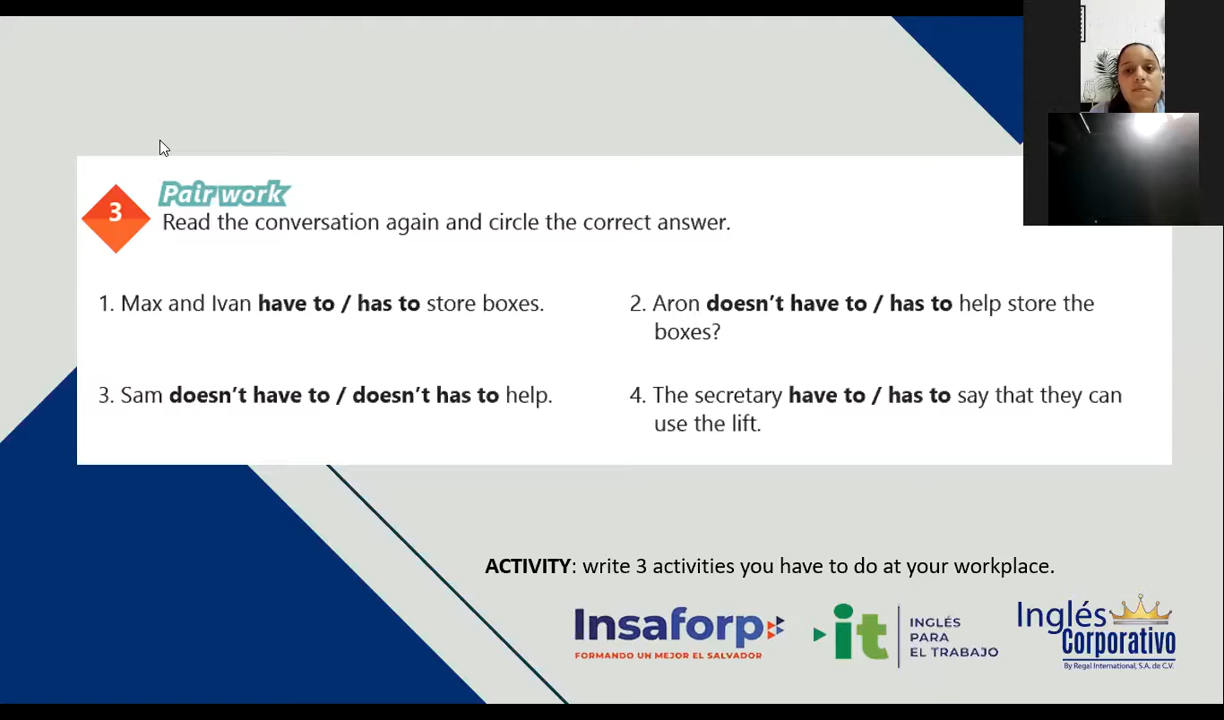 3
Pair work
Read the conversation again and circle the correct answer.
1. Max and Ivan have to / has to store boxes.
2. Aron doesn't have to / has to help store the
boxes?
3. Sam doesn't have to / doesn't has to help.
4. The secretary have to / has to say that they can
use the lift.
ACTIVITY: write 3 activities you have to do at your workplace.
Insaforp
FORMANDO UN MEJOR EL SALVADOR
it
INGLÉS
PARA
EL TRABAJO
Inglés
Corporativo
By Regal International, S.A. de C.V.